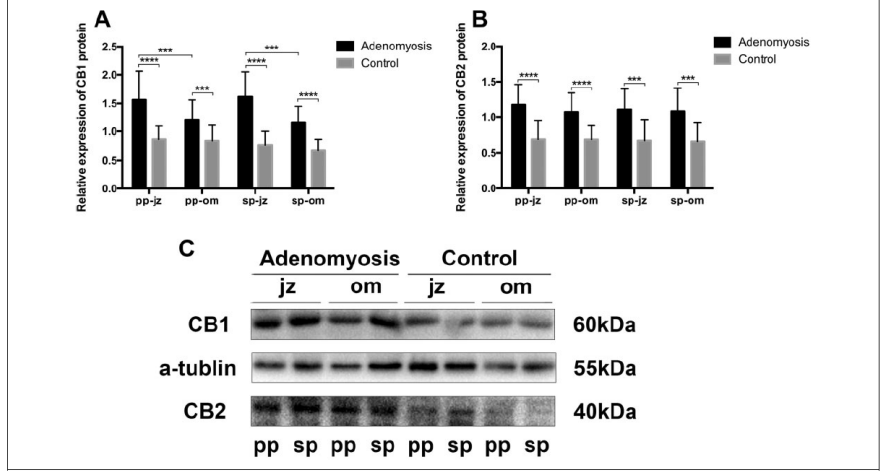 A
Relative expression of CB1 protein
2.5
2.0
1.5
1.0
0.5
0.0
***
****
***
***
****
****
Adenomyosis
Control
pp-jz pp-om sp-jz sp-om
B
Relative expression of CB2 protein
2.0
1.5
1.0
0.5
0.0
****
****
***
***
Adenomyosis
Control
pp-jz pp-om sp-jz sp-om
C
Adenomyosis Control
jz om jz om
CB1 60kDa
a-tublin 55kDa
CB2 40kDa
pp sp pp sp pp sp pp sp